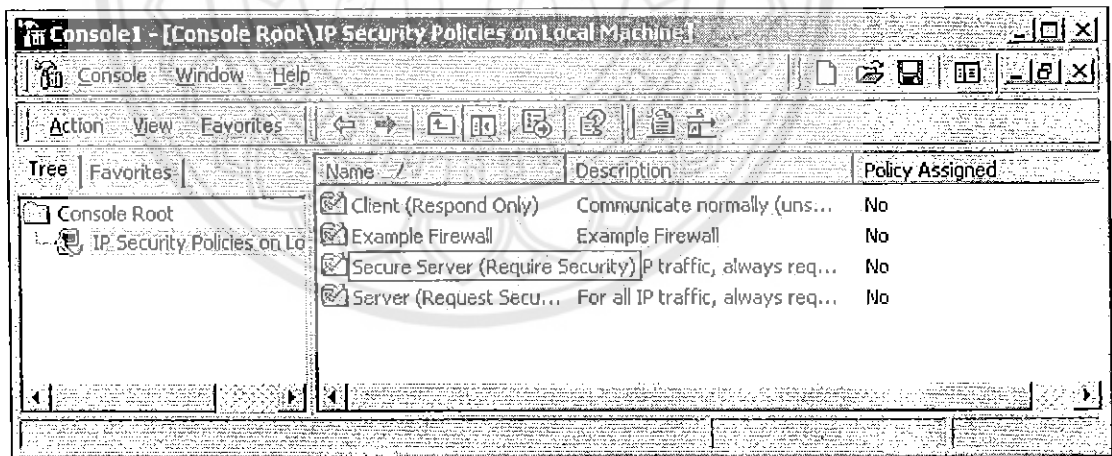 Console1 - [Console Root\IP Security Policies on Local Machine]
Console Window Help
Action View Favorites
Tree Favorites
Name Description Policy Assigned
Console Root
IP Security Policies on Lo
Client (Respond Only) Communicate normally (uns... No
Example Firewall Example Firewall No
Secure Server (Require Security) P traffic, always req... No
Server (Request Secu... For all IP traffic, always req... No